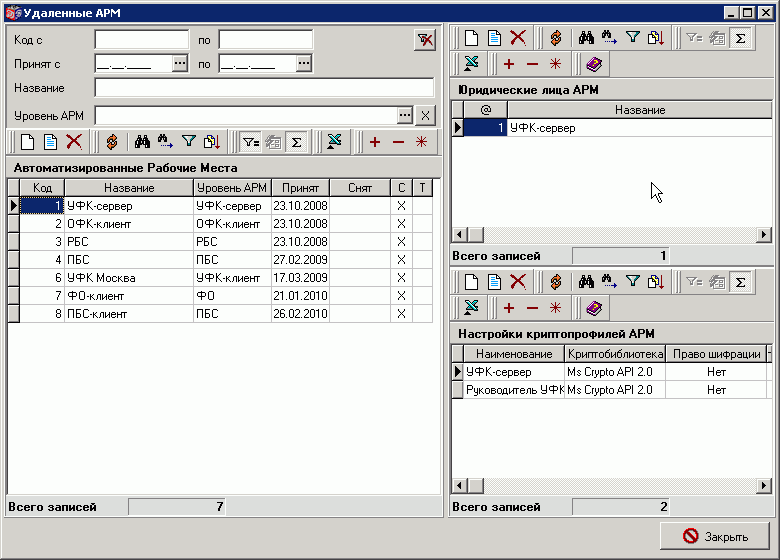 Удаленные АРМ
Код с по
Принят с __.__.____ ... по __.__.____ ...
Название
Уровень АРМ ... X
Автоматизированные Рабочие Места
Код Название Уровень АРМ Принят Снят С Т
1 УФК-сервер УФК-сервер 23.10.2008 X
2 ОФК-клиент ОФК-клиент 23.10.2008 X
3 РБС РБС 23.10.2008 X
4 ПБС ПБС 27.02.2009 X
6 УФК Москва УФК-клиент 17.03.2009 X
7 ФО-клиент ФО 21.01.2010 X
8 ПБС-клиент ПБС 26.02.2010 X
Всего записей 7
Юридические лица АРМ
@ Название
1 УФК-сервер
Всего записей 1
Настройки криптопрофилей АРМ
Наименование Криптобиблиотека Право шифрации
УФК-сервер Ms Crypto API 2.0 Нет
Руководитель УФК Ms Crypto API 2.0 Нет
Всего записей 2
Закрыть